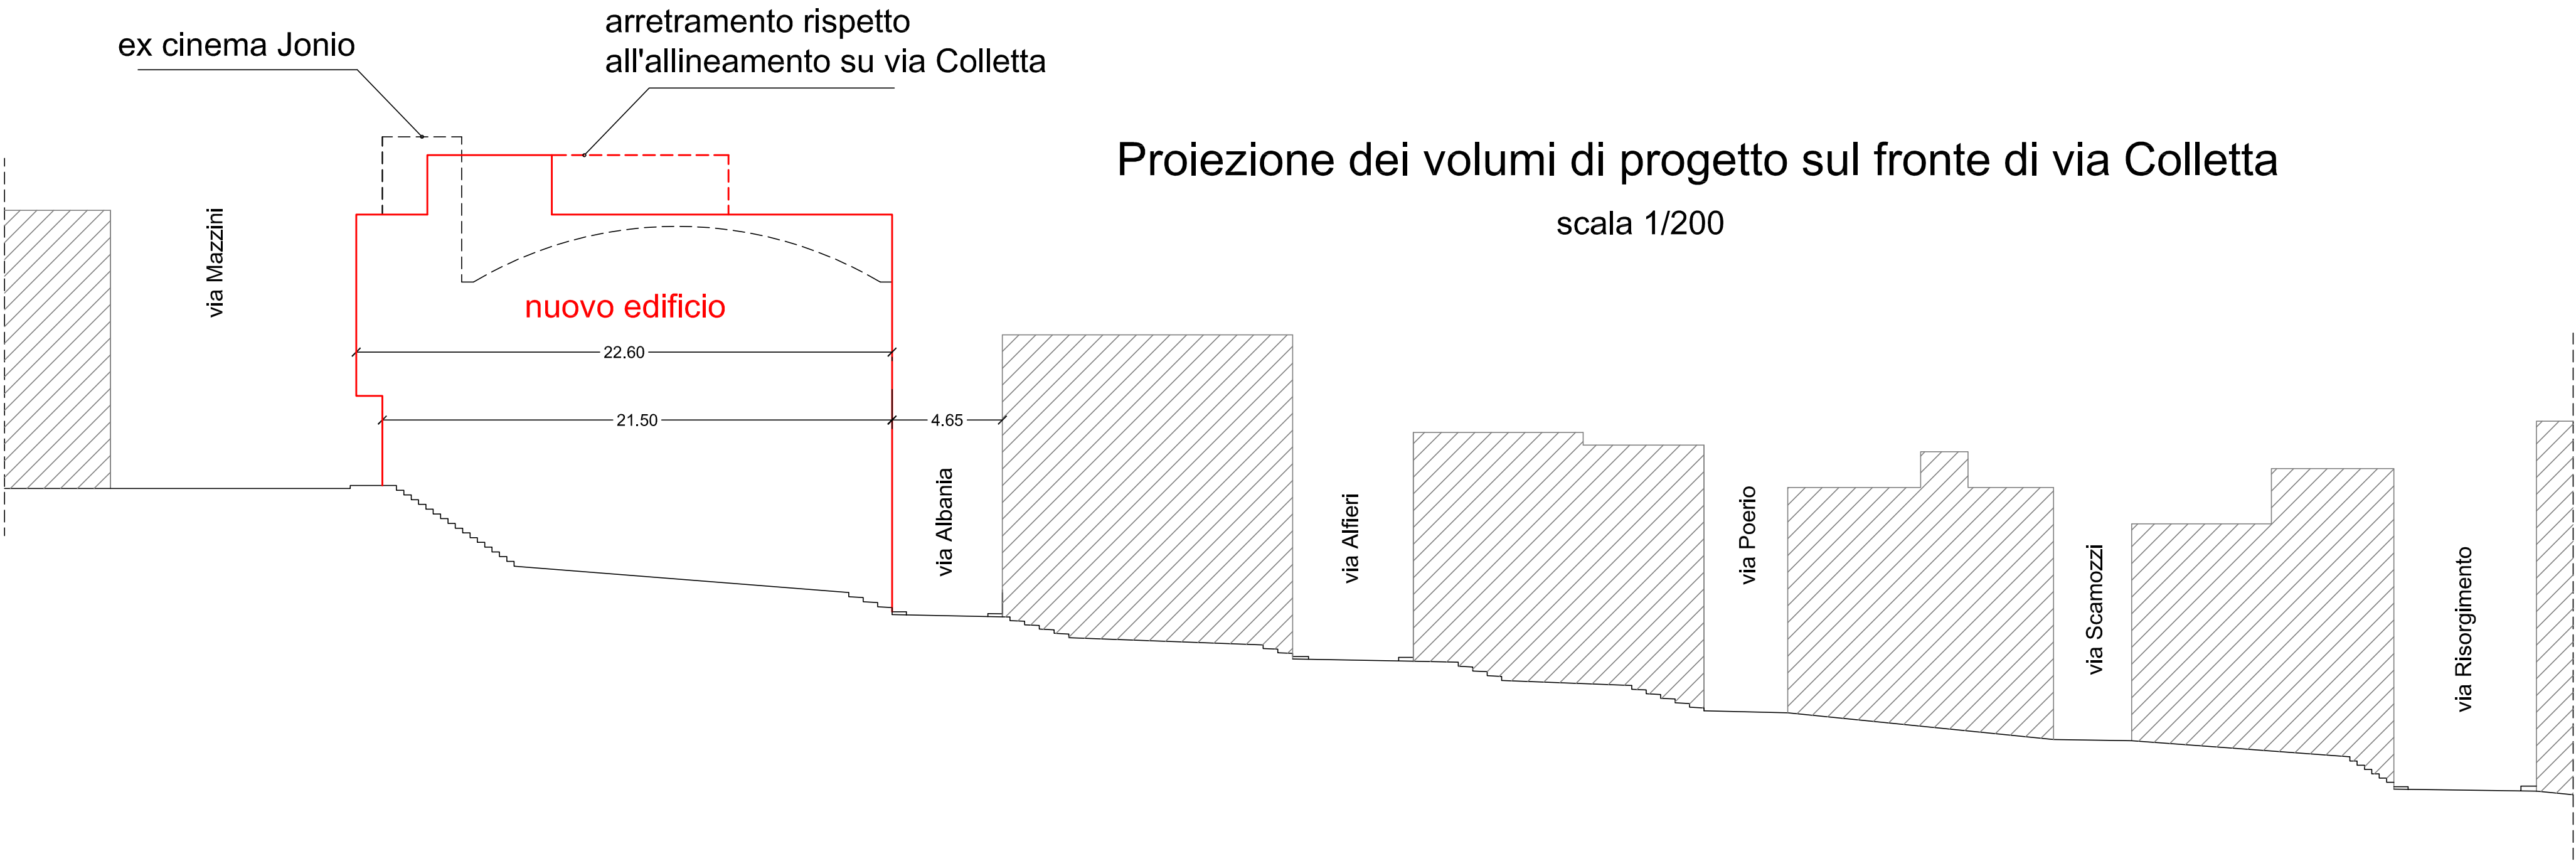 arretramento rispetto
all'allineamento su via Colletta
ex cinema Jonio
Proiezione dei volumi di progetto sul fronte di via Colletta
scala 1/200
via Mazzini
nuovo edificio
22.60
21.50
4.65
via Albania
via Alfieri
via Poerio
via Scamozzi
via Risorgimento